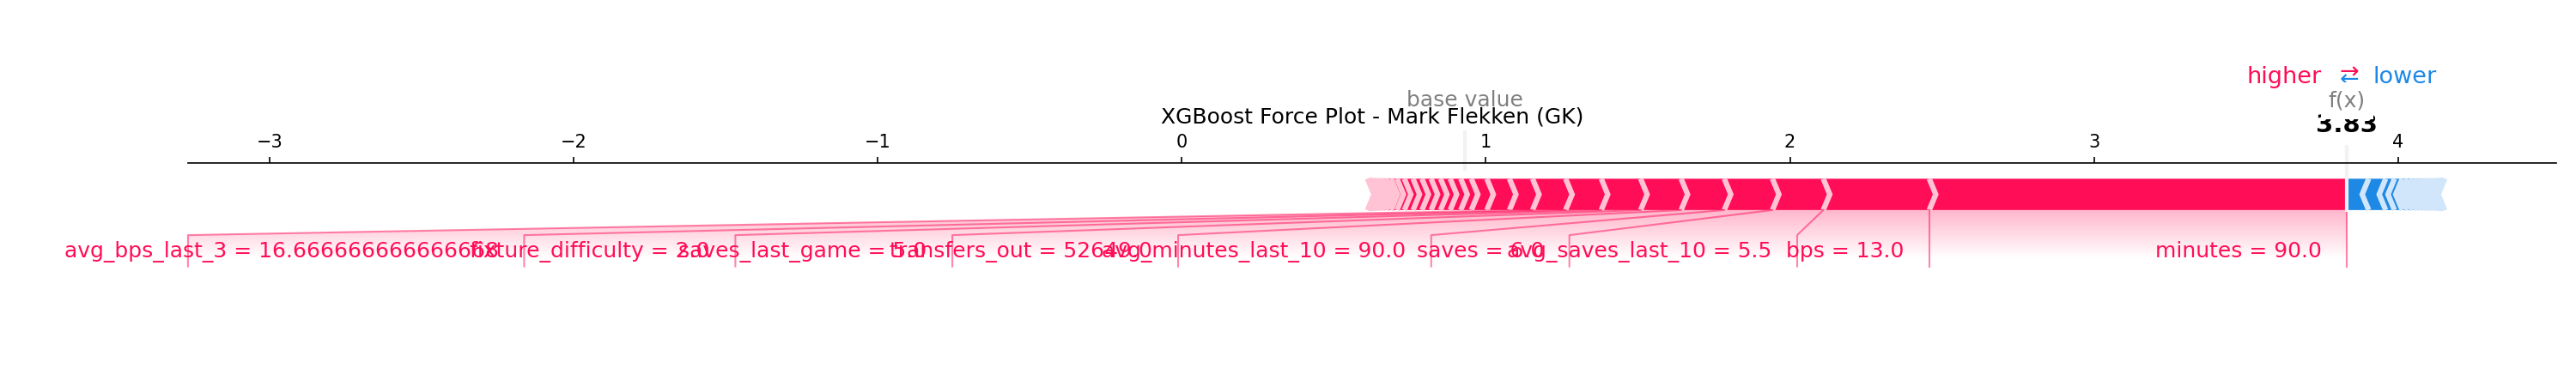 higher ⇄ lower
base value
f(x)
XGBoost Force Plot - Mark Flekken (GK)
3.83
−3 −2 −1 0 1 2 3 4
avg_bps_last_3 = 16.666666666666668 fixture_difficulty = 2.0 saves_last_game = 5.0 transfers_out = 52649.0 avg_minutes_last_10 = 90.0 saves = 6.0 avg_saves_last_10 = 5.5 bps = 13.0 minutes = 90.0